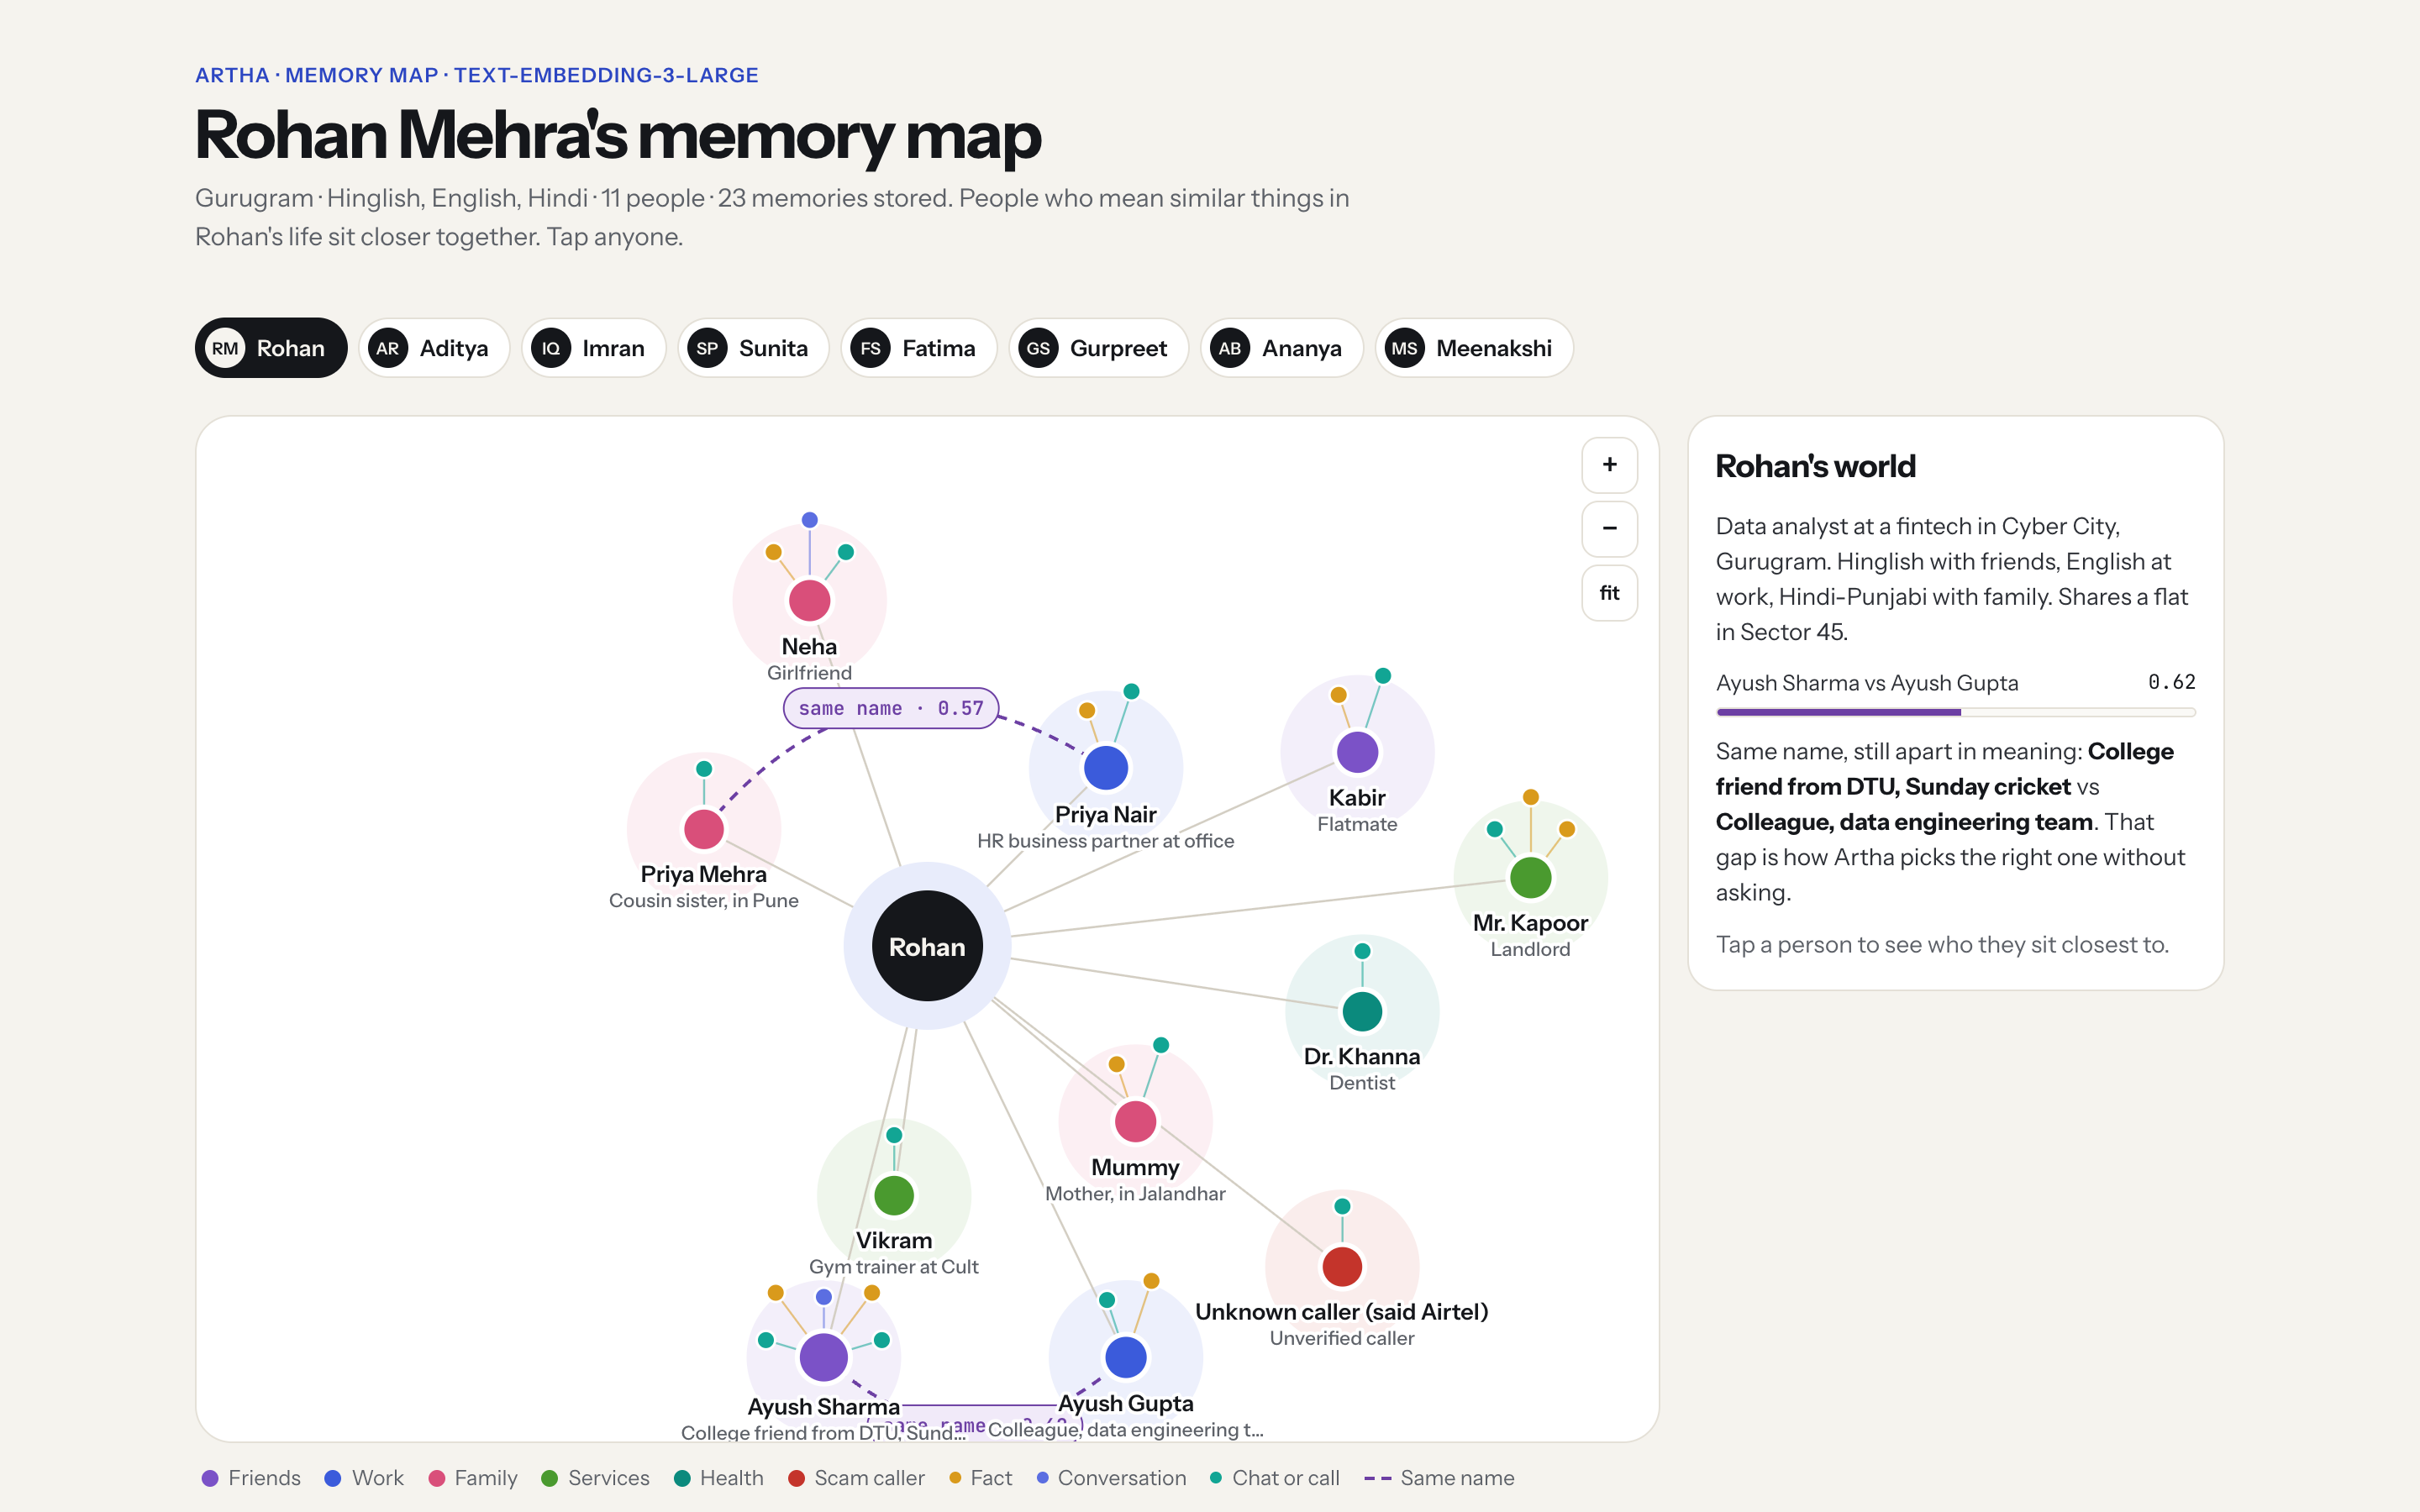 ARTHA · MEMORY MAP · TEXT-EMBEDDING-3-LARGE
Rohan Mehra's memory map
Gurugram · Hinglish, English, Hindi · 11 people · 23 memories stored. People who mean similar things in
Rohan's life sit closer together. Tap anyone.
RM Rohan
AR Aditya
IQ Imran
SP Sunita
FS Fatima
GS Gurpreet
AB Ananya
MS Meenakshi
+
−
fit
Neha
Girlfriend
same name · 0.57
Priya Nair
HR business partner at office
Kabir
Flatmate
Priya Mehra
Cousin sister, in Pune
Mr. Kapoor
Landlord
Rohan
Dr. Khanna
Dentist
Mummy
Mother, in Jalandhar
Vikram
Gym trainer at Cult
Unknown caller (said Airtel)
Unverified caller
Ayush Sharma
College friend from DTU, Sund...
Ayush Gupta
Colleague, data engineering t...
name
Rohan's world
Data analyst at a fintech in Cyber City,
Gurugram. Hinglish with friends, English at
work, Hindi-Punjabi with family. Shares a flat
in Sector 45.
Ayush Sharma vs Ayush Gupta 0.62
Same name, still apart in meaning: College
friend from DTU, Sunday cricket vs
Colleague, data engineering team. That
gap is how Artha picks the right one without
asking.
Tap a person to see who they sit closest to.
Friends
Work
Family
Services
Health
Scam caller
Fact
Conversation
Chat or call
Same name